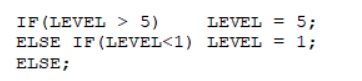 IF(LEVEL > 5)     LEVEL = 5;
ELSE IF(LEVEL<1) LEVEL = 1;
ELSE;